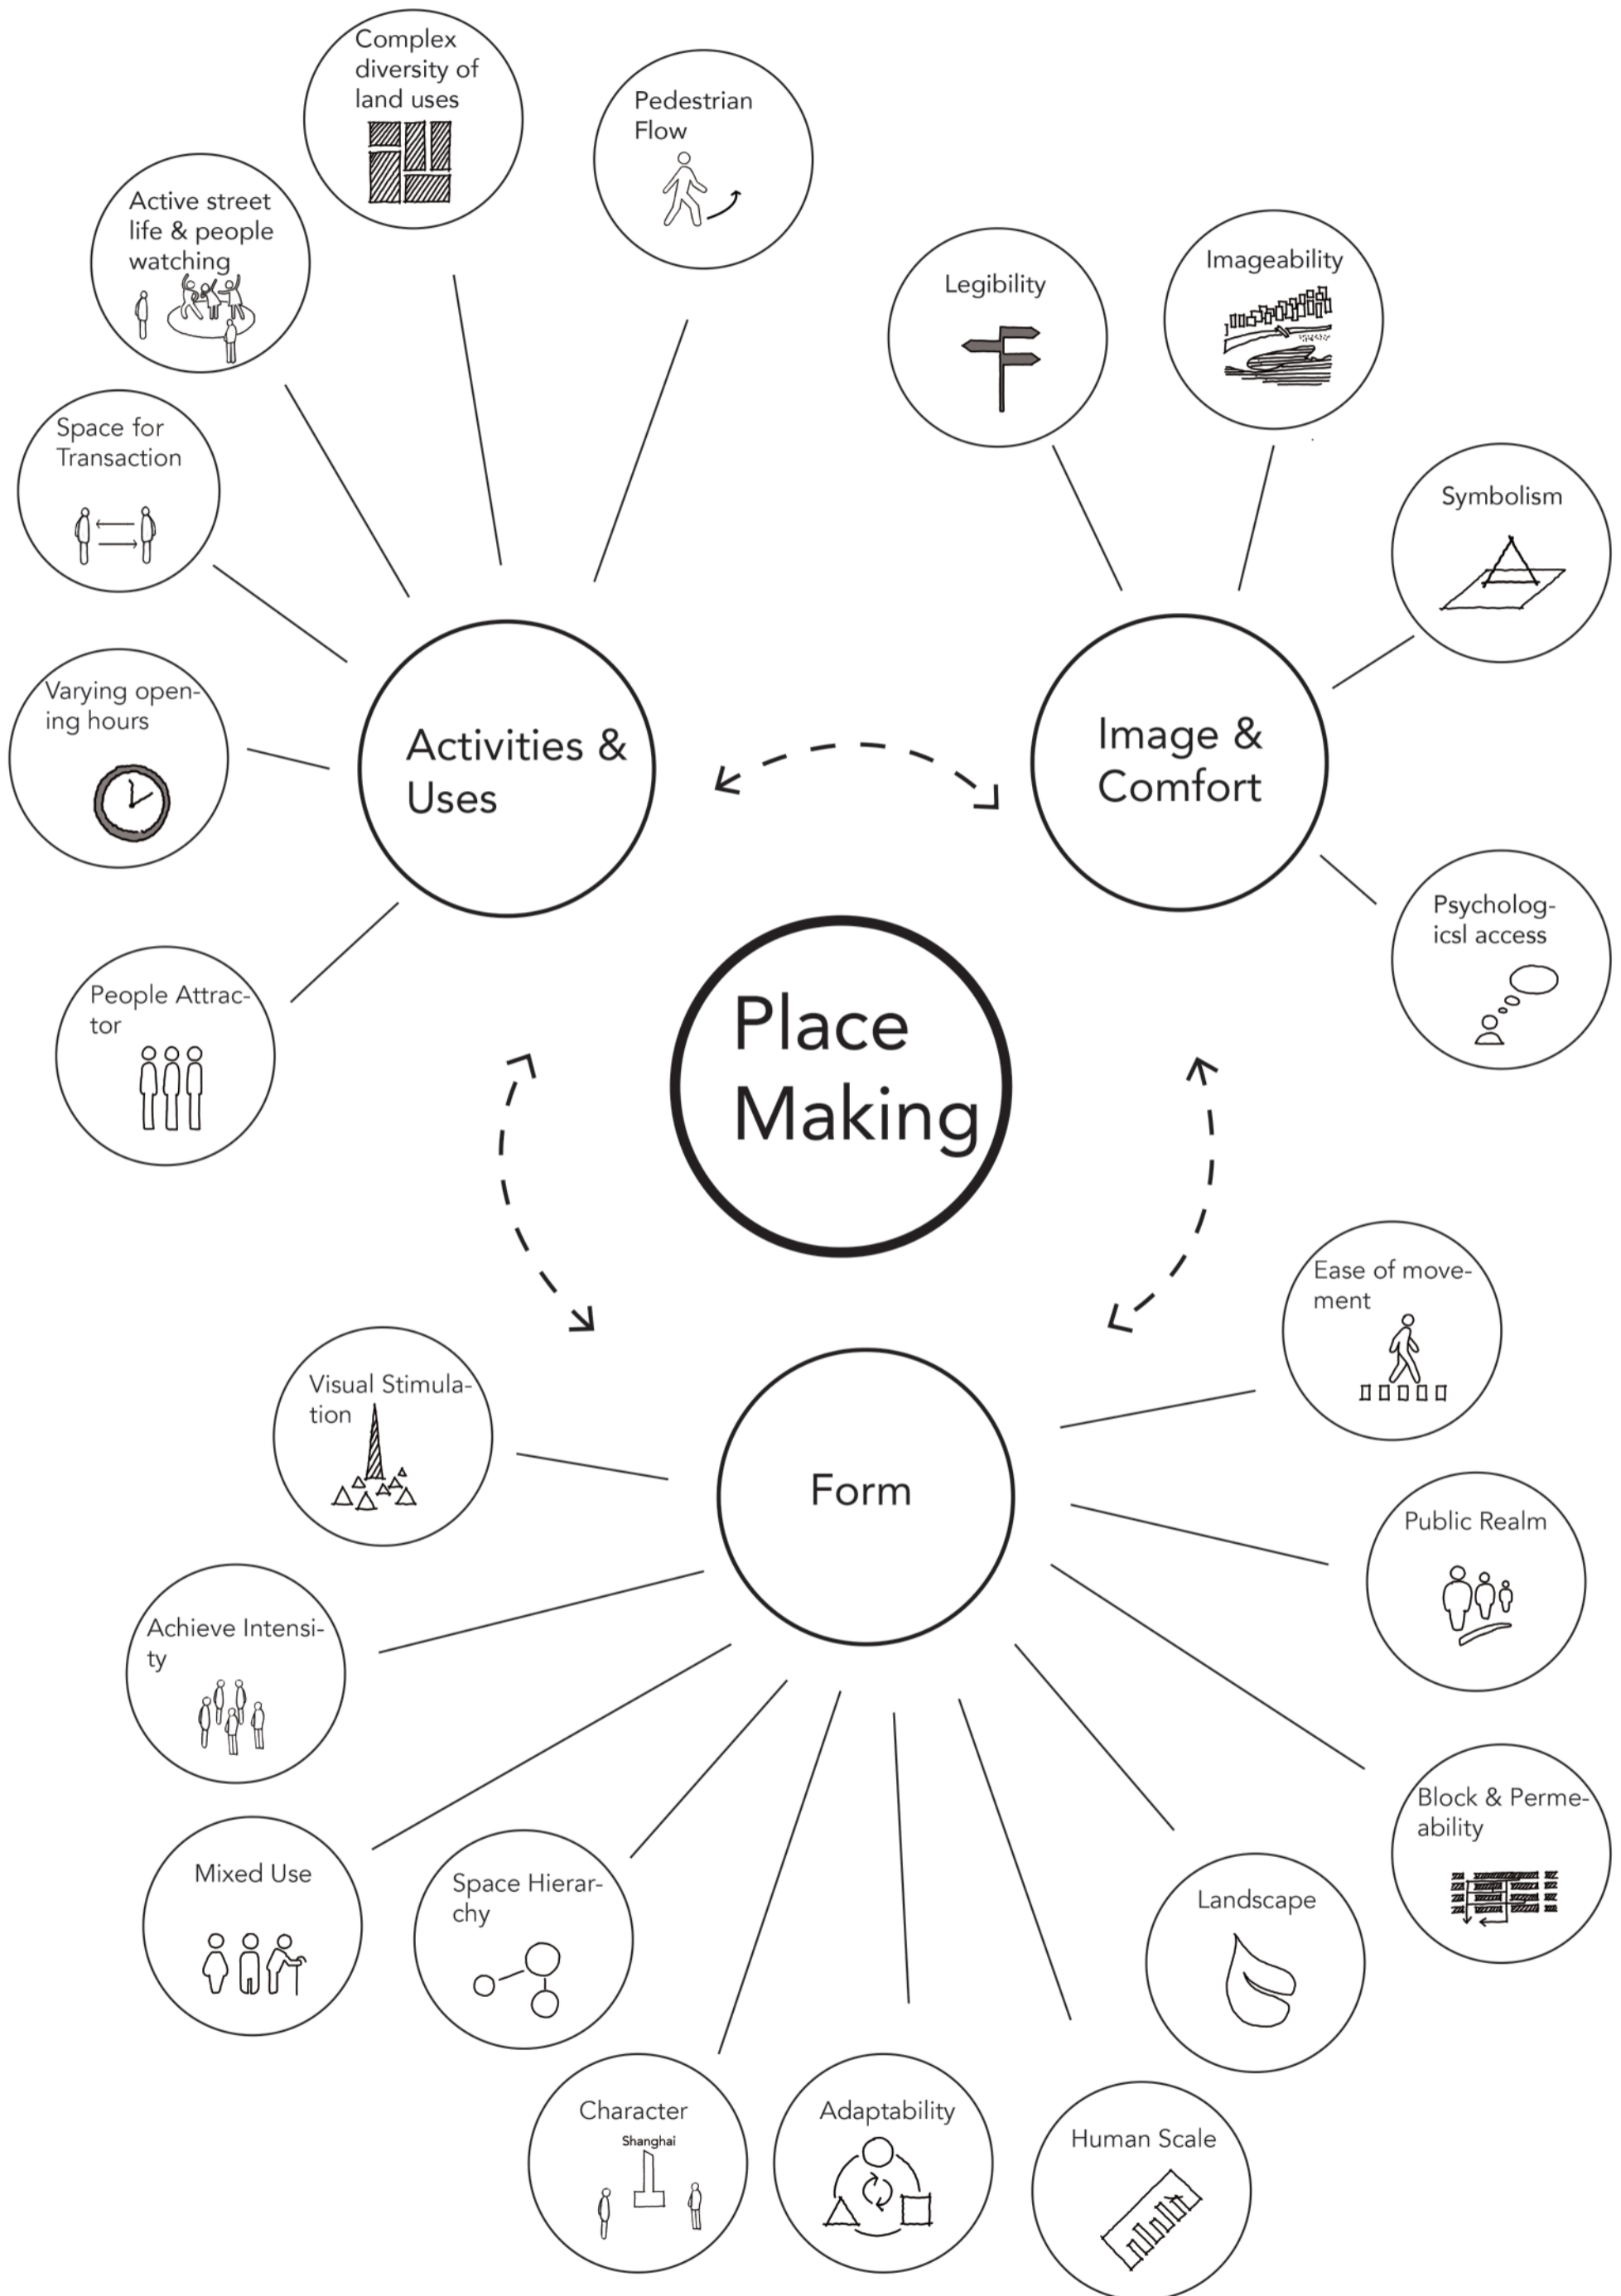 Complex
diversity of
land uses
Pedestrian
Flow
Active street
life & people
watching
Legibility
Imageability
Space for
Transaction
Symbolism
Varying open-
ing hours
Activities &
Uses
Image &
Comfort
Psycholog-
icsl access
People Attrac-
tor
Place
Making
Ease of move-
ment
Visual Stimula-
tion
Form
Public Realm
Achieve Intensi-
ty
Block & Perme-
ability
Mixed Use
Space Hierar-
chy
Landscape
Character
Shanghai
Adaptability
Human Scale